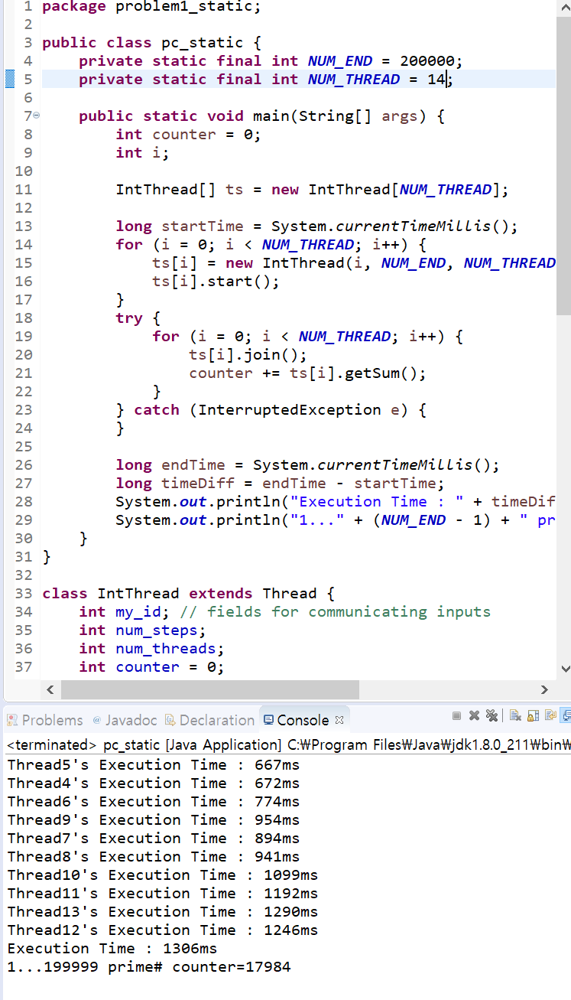 1 package problem1_static;
2
3 public class pc_static {
4 private static final int NUM_END = 200000;
5 private static final int NUM_THREAD = 14;
6
7 public static void main(String[] args) {
8 int counter = 0;
9 int i;
10
11 IntThread[] ts = new IntThread[NUM_THREAD];
12
13 long startTime = System.currentTimeMillis();
14 for (i = 0; i < NUM_THREAD; i++) {
15 ts[i] = new IntThread(i, NUM_END, NUM_THREAD
16 ts[i].start();
17 }
18 try {
19 for (i = 0; i < NUM_THREAD; i++) {
20 ts[i].join();
21 counter += ts[i].getSum();
22 }
23 } catch (InterruptedException e) {
24 }
25
26 long endTime = System.currentTimeMillis();
27 long timeDiff = endTime - startTime;
28 System.out.println("Execution Time : " + timeDif
29 System.out.println("1..." + (NUM_END - 1) + " pr
30 }
31 }
32
33 class IntThread extends Thread {
34 int my_id; // fields for communicating inputs
35 int num_steps;
36 int num_threads;
37 int counter = 0;
Problems @ Javadoc Declaration Console
<terminated> pc_static [Java Application] C:₩Program Files₩Java₩jdk1.8.0_211₩bin₩
Thread5's Execution Time : 667ms
Thread4's Execution Time : 672ms
Thread6's Execution Time : 774ms
Thread9's Execution Time : 954ms
Thread7's Execution Time : 894ms
Thread8's Execution Time : 941ms
Thread10's Execution Time : 1099ms
Thread11's Execution Time : 1192ms
Thread13's Execution Time : 1290ms
Thread12's Execution Time : 1246ms
Execution Time : 1306ms
1...199999 prime# counter=17984